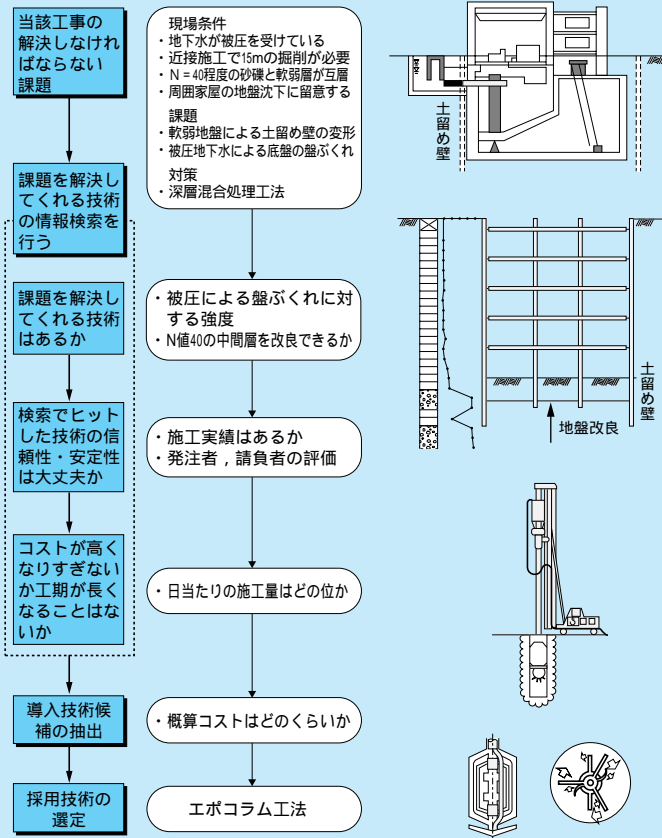 当該工事の
解決しなけれ
ばならない
課題
課題を解決し
てくれる技術
の情報検索を
行う
課題を解決し
てくれる技術
はあるか
検索でヒット
した技術の信
頼性・安定性
は大丈夫か
コストが高く
なりすぎない
か工期が長く
なることはな
いか
導入技術候
補の抽出
採用技術の
選定
現場条件
・地下水が被圧を受けている
・近接施工で15mの掘削が必要
・N=40程度の砂礫と軟弱層が互層
・周囲家屋の地盤沈下に留意する
課題
・軟弱地盤による土留め壁の変形
・被圧地下水による底盤の盤ぶくれ
対策
・深層混合処理工法
・被圧による盤ぶくれに対
する強度
・N値40の中間層を改良できるか
・施工実績はあるか
・発注者，請負者の評価
・日当たりの施工量はどの位か
・概算コストはどのくらいか
エポコラム工法
土留め壁
土留め壁
地盤改良